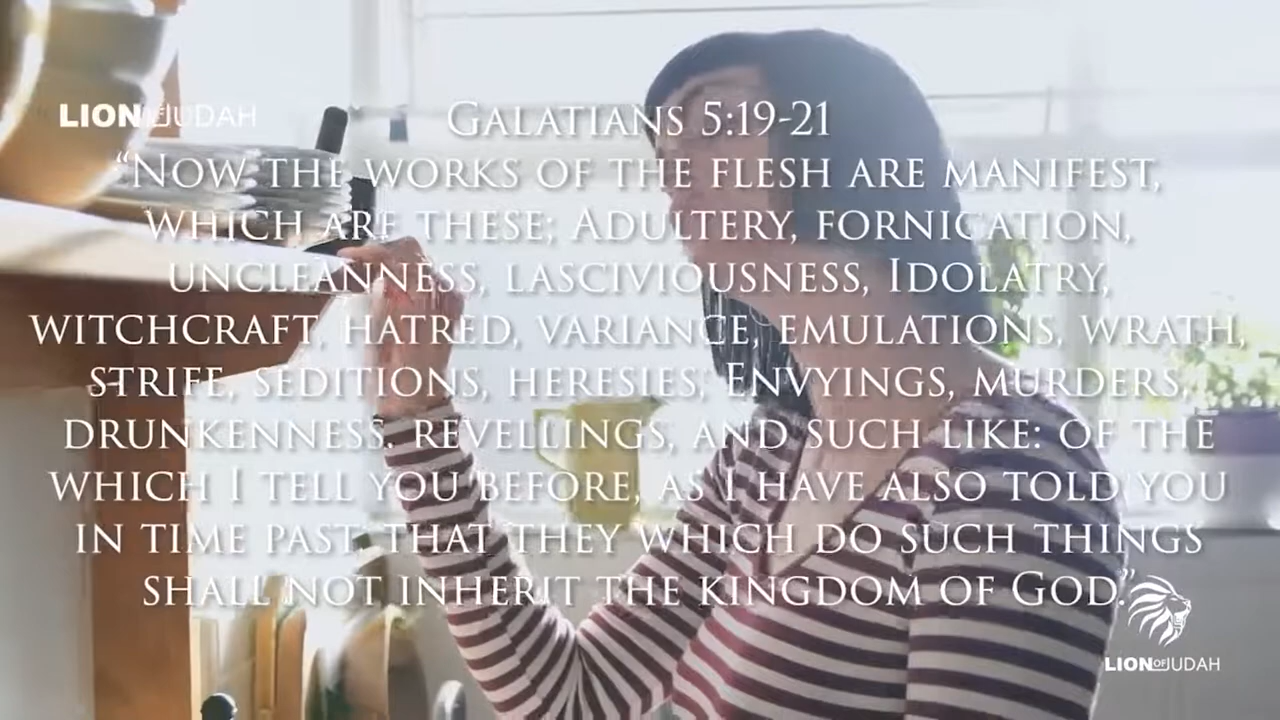 LION OF JUDAH
Galatians 5:19-21
“Now the works of the flesh are manifest,
which are these; Adultery, fornication,
uncleanness, lasciviousness, Idolatry,
witchcraft, hatred, variance, emulations, wrath,
strife, seditions, heresies, Envyings, murders,
drunkenness, revellings, and such like: of the
which I tell you before, as I have also told you
in time past, that they which do such things
shall not inherit the kingdom of God.”
LION OF JUDAH